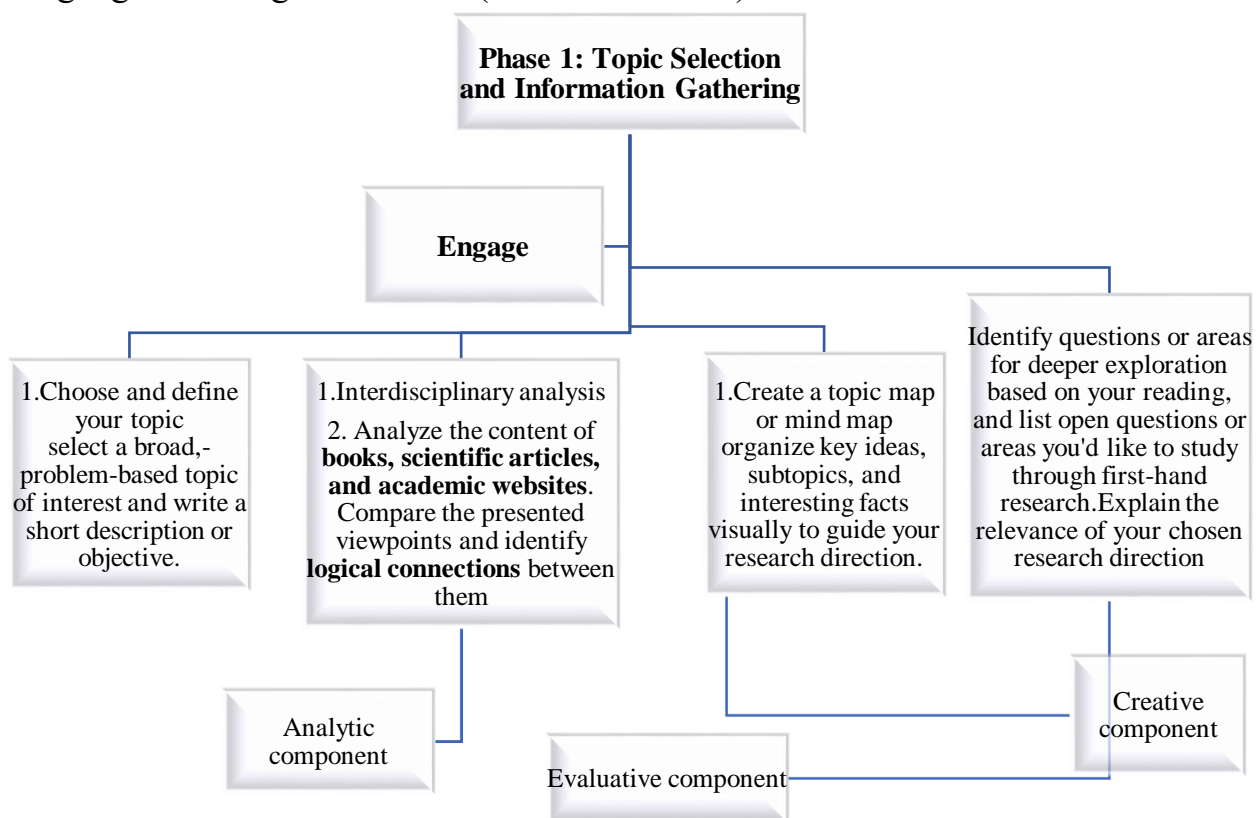 Phase 1: Topic Selection
and Information Gathering
Engage
1.Choose and define
your topic
select a broad,-
problem-based topic
of interest and write a
short description or
objective.
1.Interdisciplinary analysis
2. Analyze the content of
books, scientific articles,
and academic websites.
Compare the presented
viewpoints and identify
logical connections between
them
1.Create a topic map
or mind map
organize key ideas,
subtopics, and
interesting facts
visually to guide your
research direction.
Identify questions or areas
for deeper exploration
based on your reading,
and list open questions or
areas you'd like to study
through first-hand
research.Explain the
relevance of your chosen
research direction
Analytic
component
Evaluative component
Creative
component